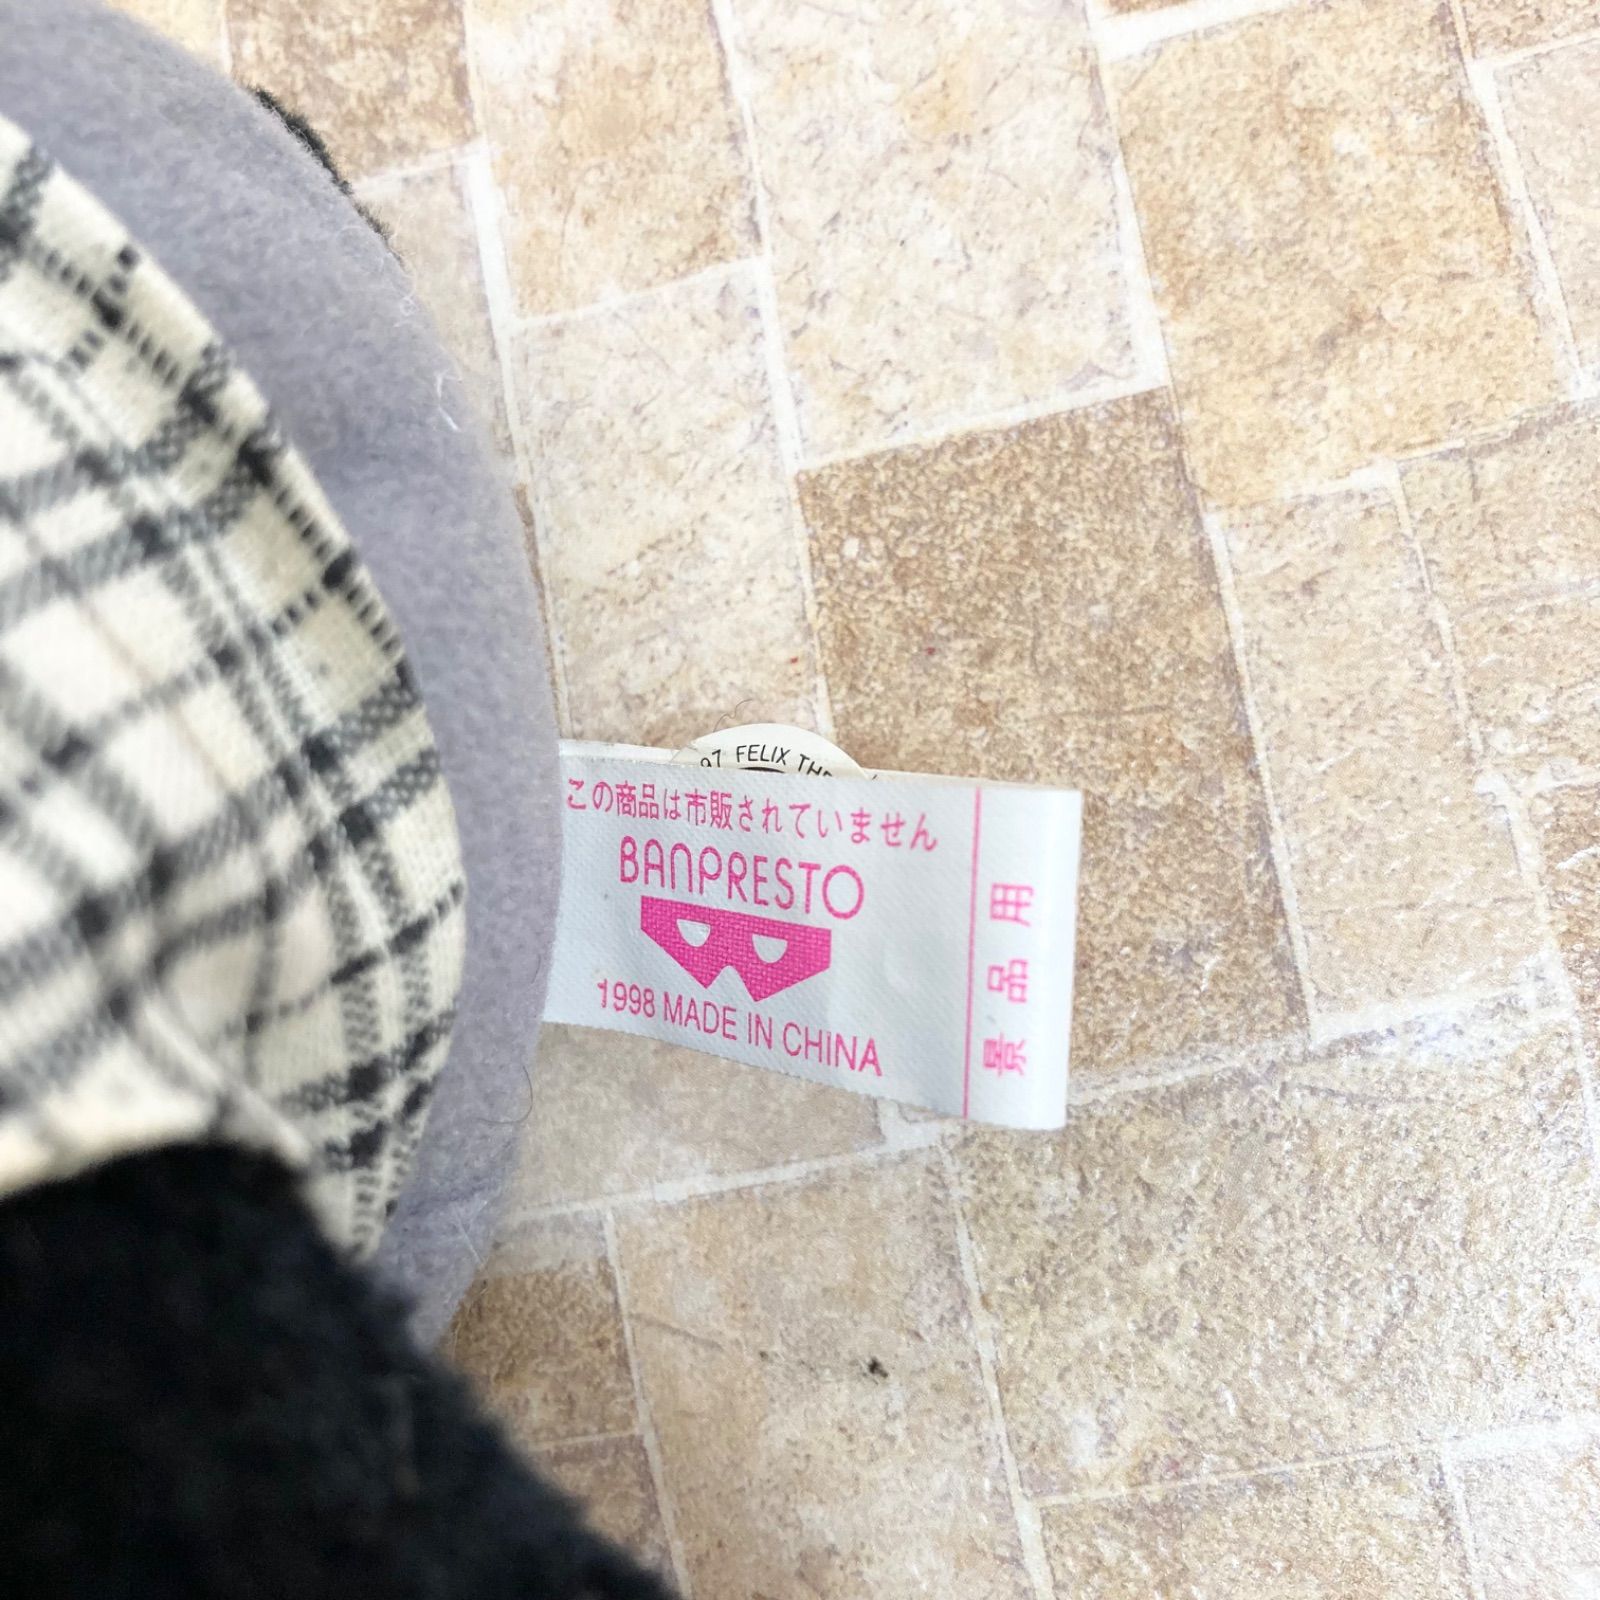 97 FELIX THE
この商品は市販されていません
BANPRESTO
1998 MADE IN CHINA
景品用